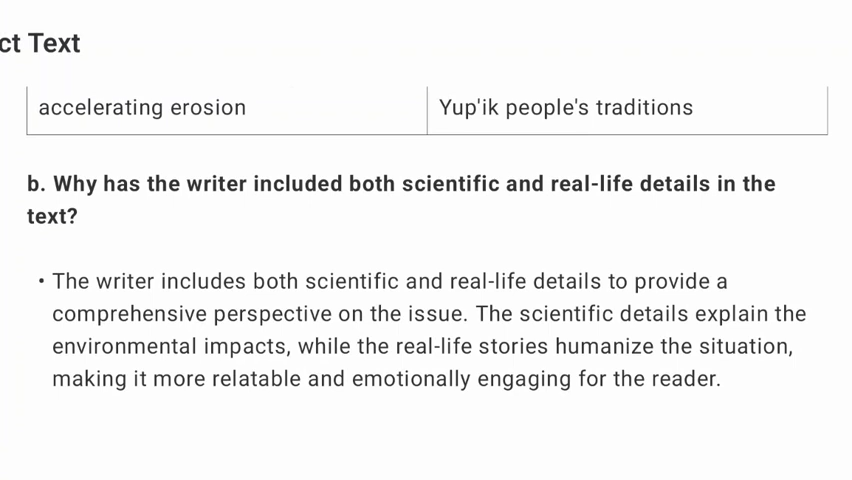 ct Text
accelerating erosion
Yup'ik people's traditions
b. Why has the writer included both scientific and real-life details in the
text?
• The writer includes both scientific and real-life details to provide a
comprehensive perspective on the issue. The scientific details explain the
environmental impacts, while the real-life stories humanize the situation,
making it more relatable and emotionally engaging for the reader.